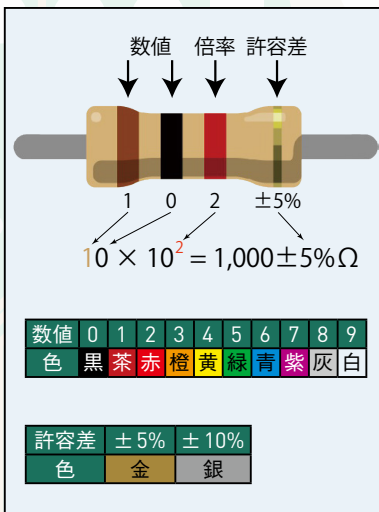 数値 倍率 許容差
1 0 2 ±5%
10 × 10² = 1,000±5%Ω
数値 0 1 2 3 4 5 6 7 8 9
色 黒 茶 赤 橙 黄 緑 青 紫 灰 白
許容差 ±5% ±10%
色 金 銀